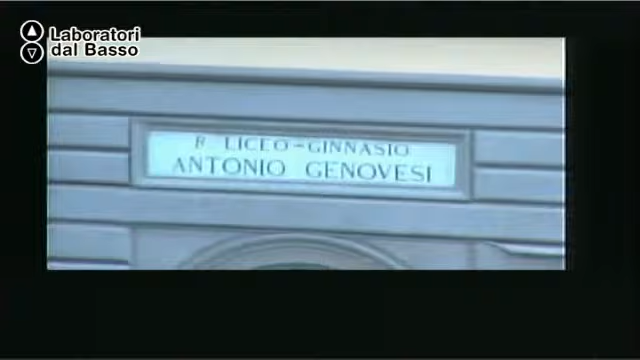 Laboratori
dal Basso
R. LICEO-GINNASIO
ANTONIO GENOVESI